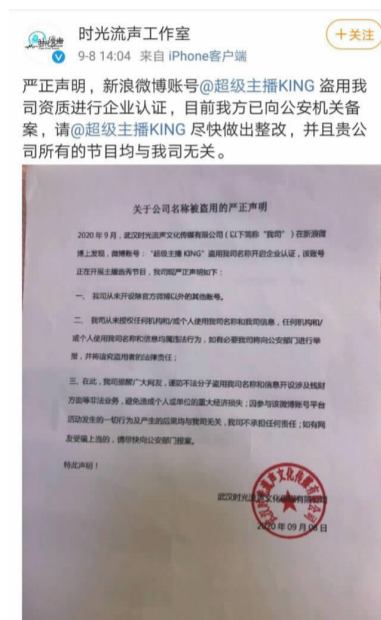 时光流声工作室
+关注
9-8 14:04 来自 iPhone客户端
严正声明，新浪微博账号@超级主播KING 盗用我
司资质进行企业认证，目前我方已向公安机关备
案，请@超级主播KING 尽快做出整改，并且贵公
司所有的节目均与我司无关。
关于公司名称被盗用的严正声明
2020 年 9 月，武汉时光流声文化传媒有限公司（以下简称“我司”）在新浪微
博上发现，微博账号：“超级主播 KING”盗用我司名称开启企业认证，该账号
正在开展主播选秀节目，我司现严正声明如下：
一、 我司从未开设除官方微博以外的其他账号。
二、 我司从未授权任何机构和/或个人使用我司名称和我司信息，任何机构和/
或个人使用我司名称和信息均属违法行为，如有必要我司将向公安部门进行举
报，并将追究盗用者的法律责任；
三、在此，我司提醒广大网友，谨防不法分子盗用我司名称和信息开设涉及钱财
方面等非法业务，避免造成个人或单位的重大经济损失；因参与该微博账号平台
活动发生的一切行为及产生的后果均与我司无关，我司不承担任何责任；如有网
友受骗上当的，请尽快向公安部门报案。
特此声明！
武汉时光流声文化传媒有限公司
2020 年 09 月 08 日